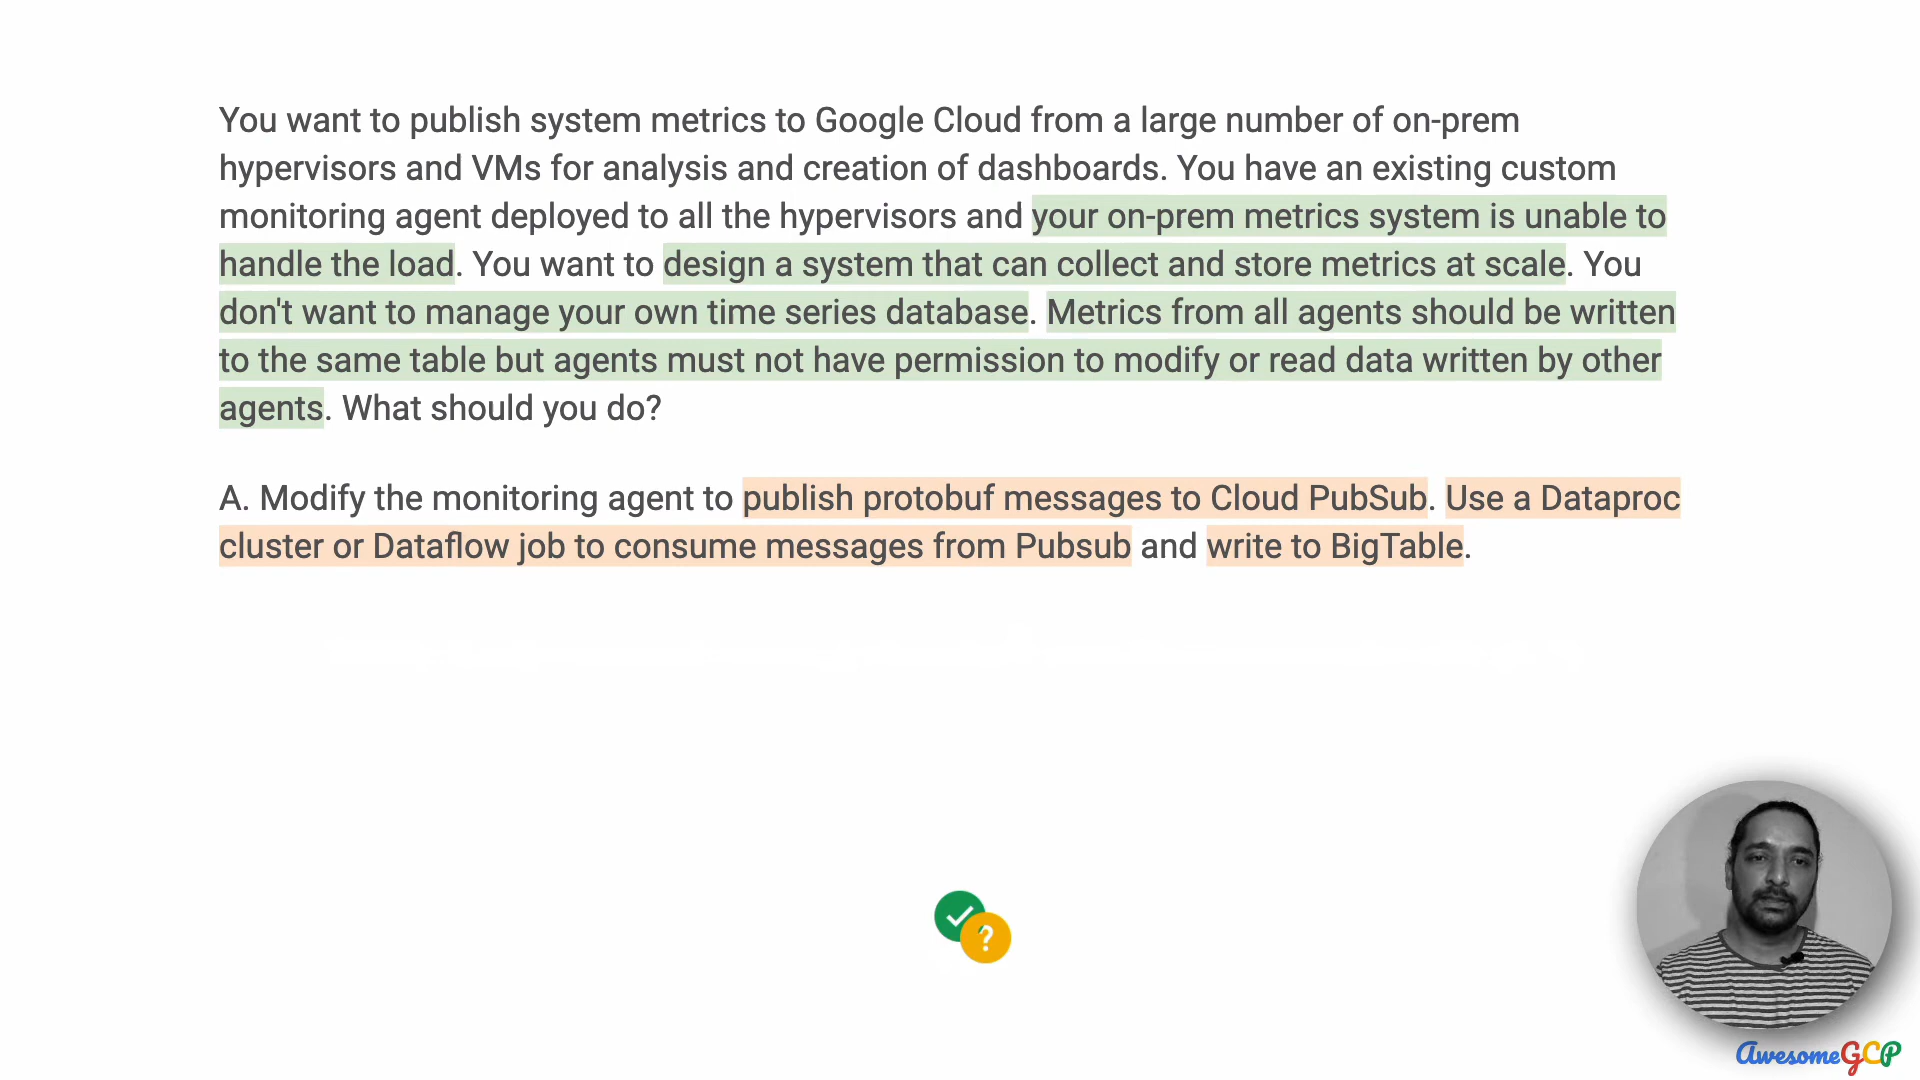 You want to publish system metrics to Google Cloud from a large number of on-prem
hypervisors and VMs for analysis and creation of dashboards. You have an existing custom
monitoring agent deployed to all the hypervisors and your on-prem metrics system is unable to
handle the load. You want to design a system that can collect and store metrics at scale. You
don't want to manage your own time series database. Metrics from all agents should be written
to the same table but agents must not have permission to modify or read data written by other
agents. What should you do?
A. Modify the monitoring agent to publish protobuf messages to Cloud PubSub. Use a Dataproc
cluster or Dataflow job to consume messages from Pubsub and write to BigTable.
?
AwesomeGCP